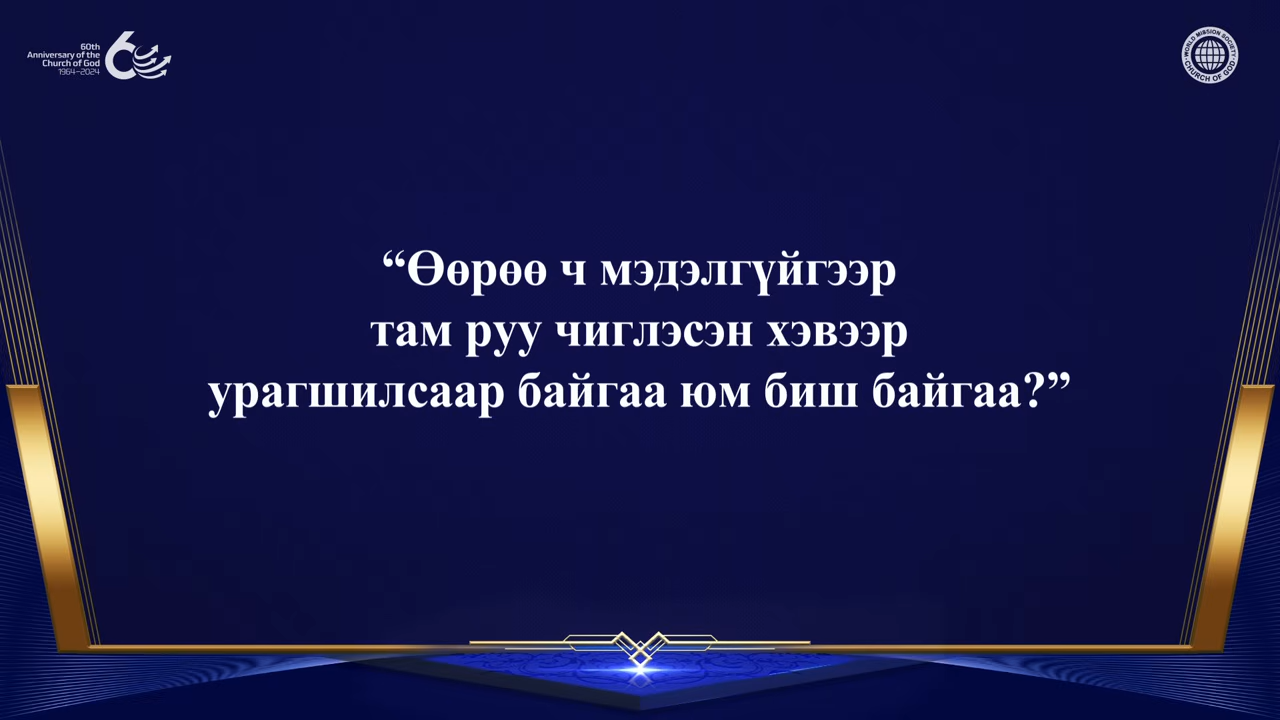 60th
Anniversary of the
Church of God
1964–2024
60
WORLD MISSION SOCIETY
CHURCH OF GOD
“Өөрөө ч мэдэлгүйгээр
там руу чиглэсэн хэвээр
урагшилсаар байгаа юм биш байгаа?”